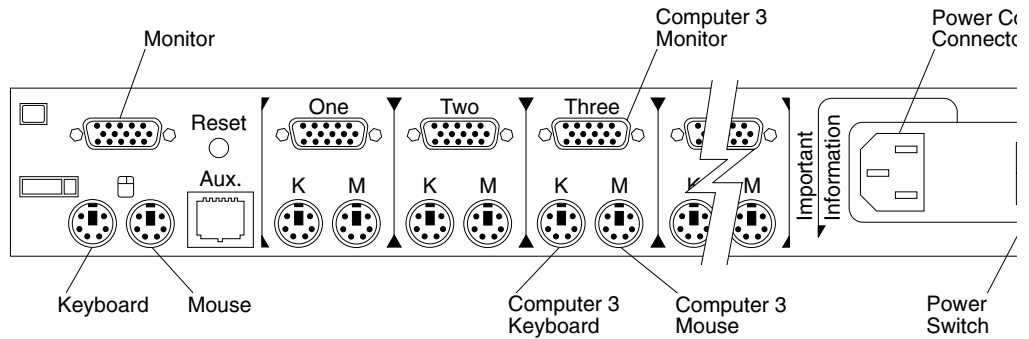 Computer 3
Monitor
Monitor
Power Co
Connecto
One
Two
Three
Reset
Aux.
K M K M K M K M
Important
Information
Keyboard
Mouse
Computer 3
Keyboard
Computer 3
Mouse
Power
Switch